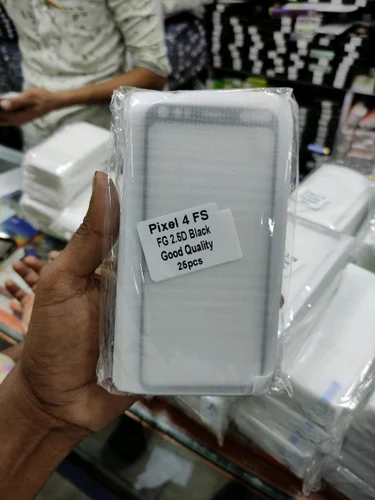 Pixel 4 FS
FG 2.5D Black
Good Quality
25pcs